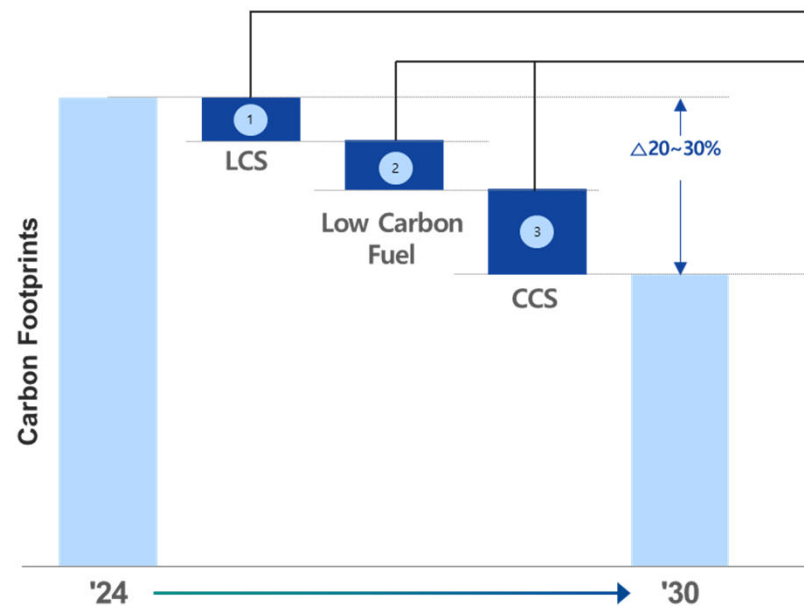 1
LCS
2
Low Carbon
Fuel
3
CCS
△20~30%
Carbon Footprints
'24
'30